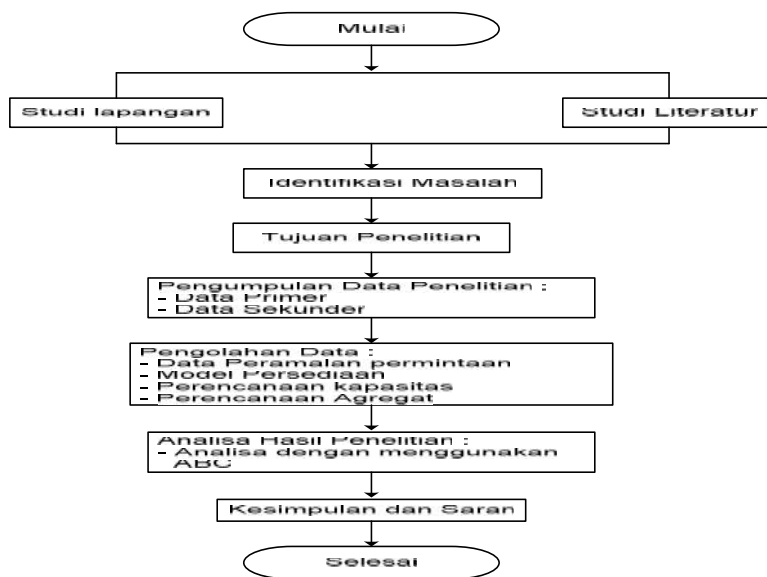 Mulai
Studi lapangan
Studi Literatur
Identifikasi Masalah
Tujuan Penelitian
Pengumpulan Data Penelitian :
- Data Primer
- Data Sekunder
Pengolahan Data :
- Data Peramalan permintaan
- Model Persediaan
- Perencanaan kapasitas
- Perencanaan Agregat
Analisa Hasil Penelitian :
- Analisa dengan menggunakan
ABC
Kesimpulan dan Saran
Selesai